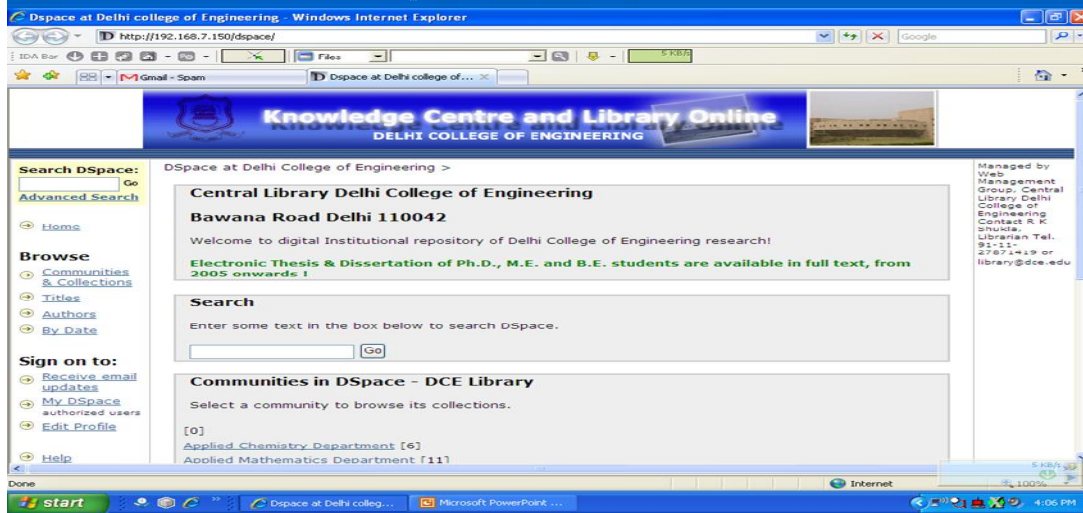 Dspace at Delhi college of Engineering - Windows Internet Explorer
http://192.168.7.150/dspace/
Google
IDA Bar
Files
5 KB/s
Gmail - Spam
Dspace at Delhi college of...
Knowledge Centre and Library Online
DELHI COLLEGE OF ENGINEERING
Search DSpace:
Go
Advanced Search
Home
Browse
Communities
& Collections
Titles
Authors
By Date
Sign on to:
Receive email
updates
My DSpace
authorized users
Edit Profile
Help
DSpace at Delhi College of Engineering >
Central Library Delhi College of Engineering
Bawana Road Delhi 110042
Welcome to digital Institutional repository of Delhi College of Engineering research!
Electronic Thesis & Dissertation of Ph.D., M.E. and B.E. students are available in full text, from
2005 onwards !
Search
Enter some text in the box below to search DSpace.
Go
Communities in DSpace - DCE Library
Select a community to browse its collections.
[0]
Applied Chemistry Department [6]
Applied Mathematics Department [11]
Managed by
Web
Management
Group, Central
Library Delhi
College of
Engineering
Contact R K
Shukla,
Librarian Tel.
91-11-
27871419 or
library@dce.edu
5 KB/s
Done
Internet
100%
start
Dspace at Delhi colleg...
Microsoft PowerPoint ...
4:06 PM